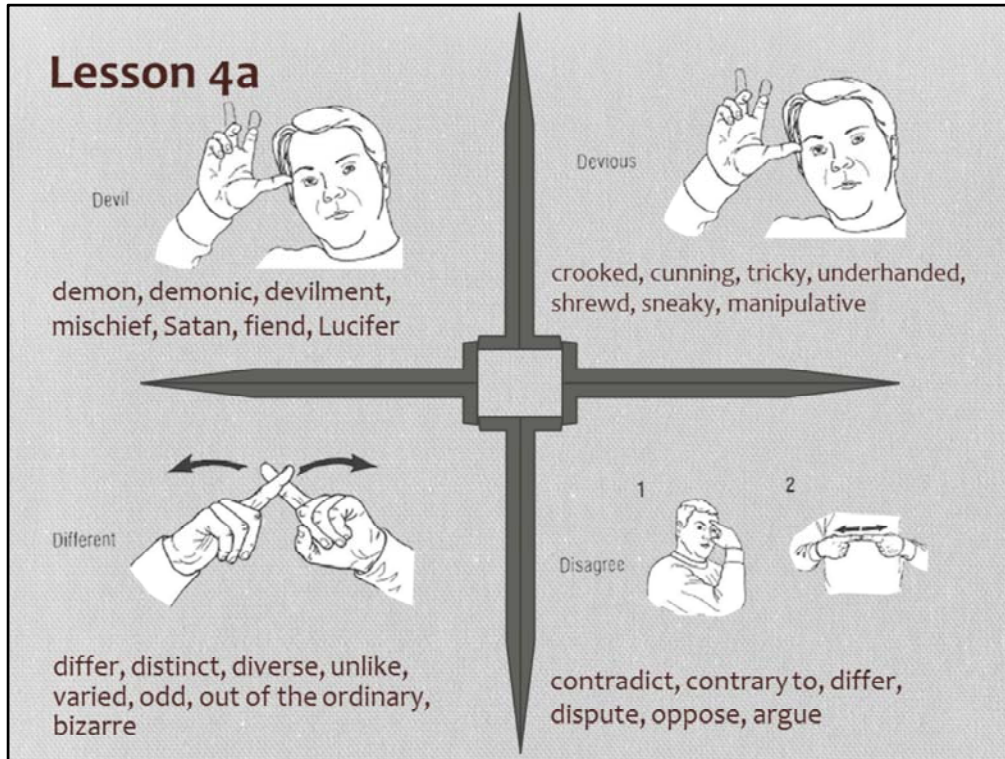 Lesson 4a
Devil
demon, demonic, devilment,
mischief, Satan, fiend, Lucifer
Devious
crooked, cunning, tricky, underhanded,
shrewd, sneaky, manipulative
Different
differ, distinct, diverse, unlike,
varied, odd, out of the ordinary,
bizarre
1 2
Disagree
contradict, contrary to, differ,
dispute, oppose, argue